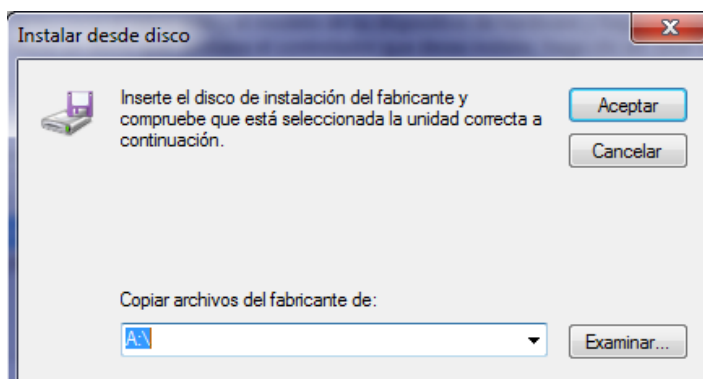 Instalar desde disco
Inserte el disco de instalación del fabricante y
compruebe que está seleccionada la unidad correcta a
continuación.
Aceptar
Cancelar
Copiar archivos del fabricante de:
A:\
Examinar...